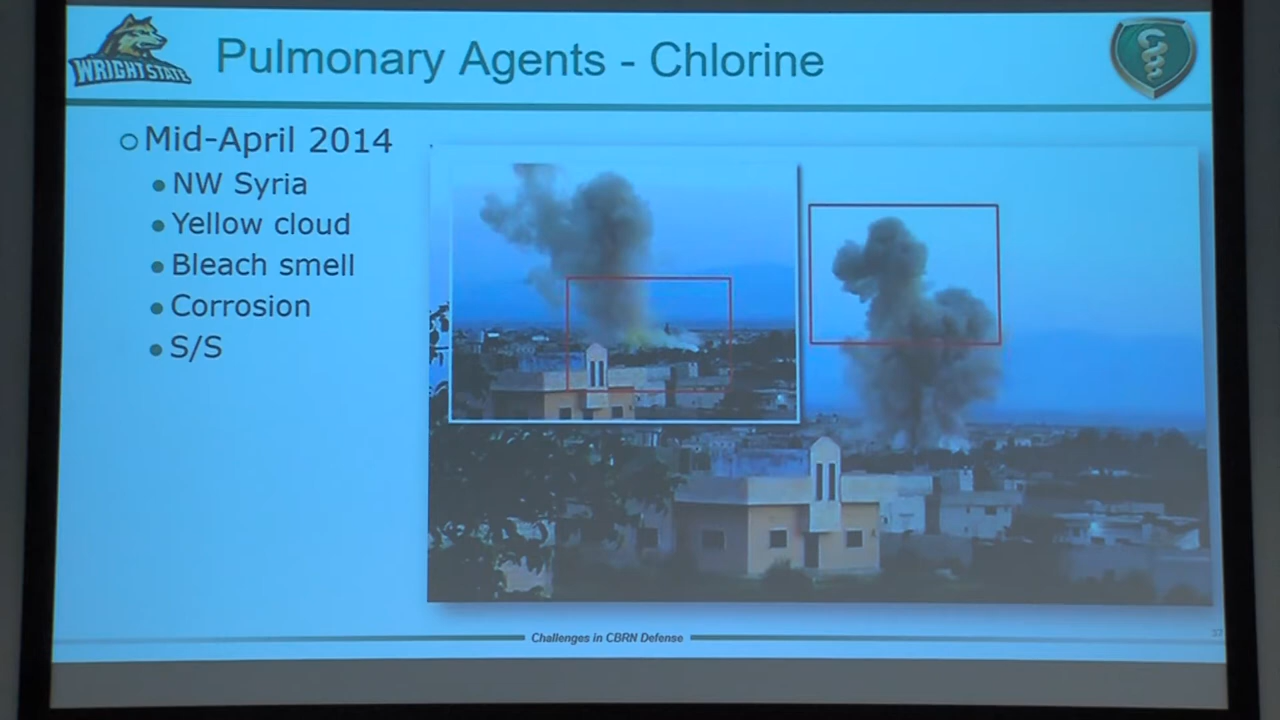 WRIGHT STATE
Pulmonary Agents - Chlorine
Mid-April 2014
NW Syria
Yellow cloud
Bleach smell
Corrosion
S/S
Challenges in CBRN Defense
37